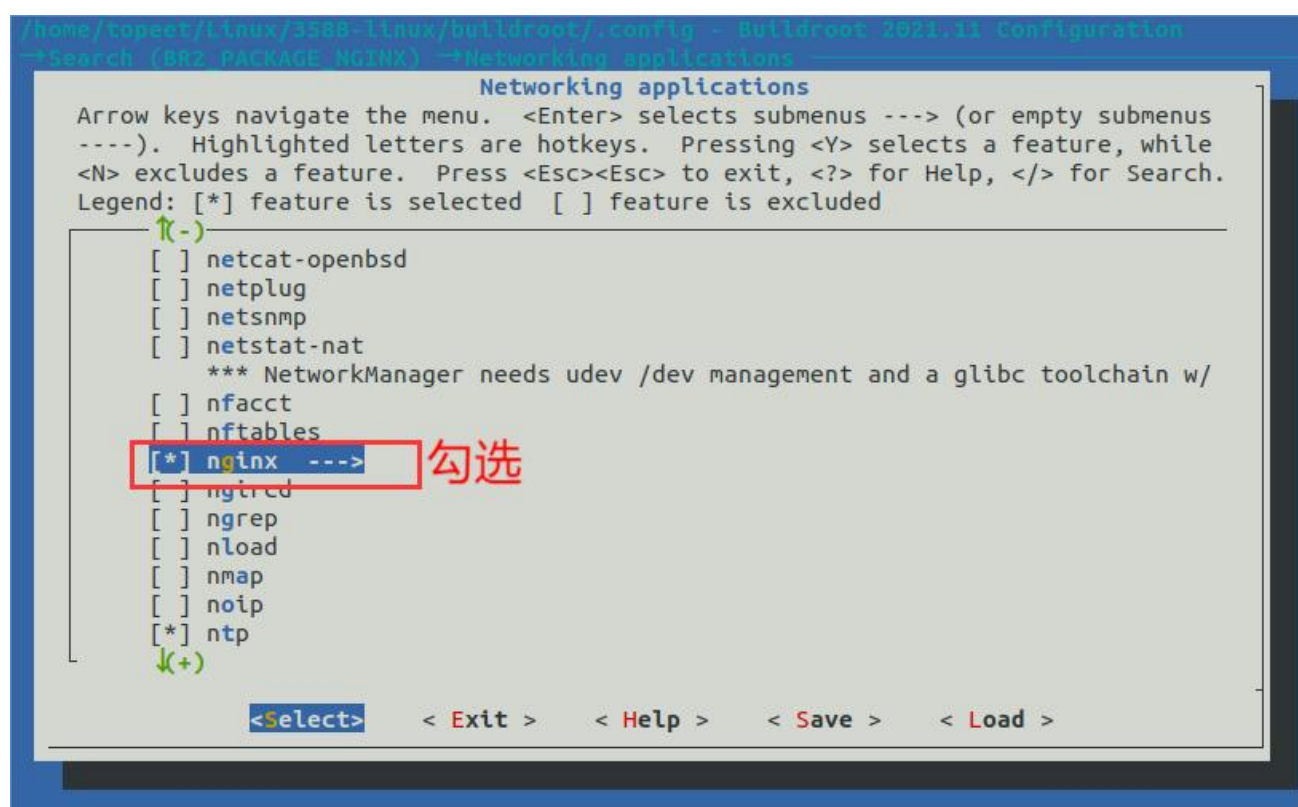 /home/topeet/Linux/3588-linux/buildroot/.config - Buildroot 2021.11 Configuration
→Search (BR2_PACKAGE_NGINX) →Networking applications
Networking applications
Arrow keys navigate the menu. <Enter> selects submenus ---> (or empty submenus
----). Highlighted letters are hotkeys. Pressing <Y> selects a feature, while
<N> excludes a feature. Press <Esc><Esc> to exit, <?> for Help, </> for Search.
Legend: [*] feature is selected [ ] feature is excluded
↑(-)
[ ] netcat-openbsd
[ ] netplug
[ ] netsnmp
[ ] netstat-nat
*** NetworkManager needs udev /dev management and a glibc toolchain w/
[ ] nfacct
[ ] nftables
[*] nginx ---> 勾选
[ ] ngircd
[ ] ngrep
[ ] nload
[ ] nmap
[ ] noip
[*] ntp
↓(+)
<Select> < Exit > < Help > < Save > < Load >